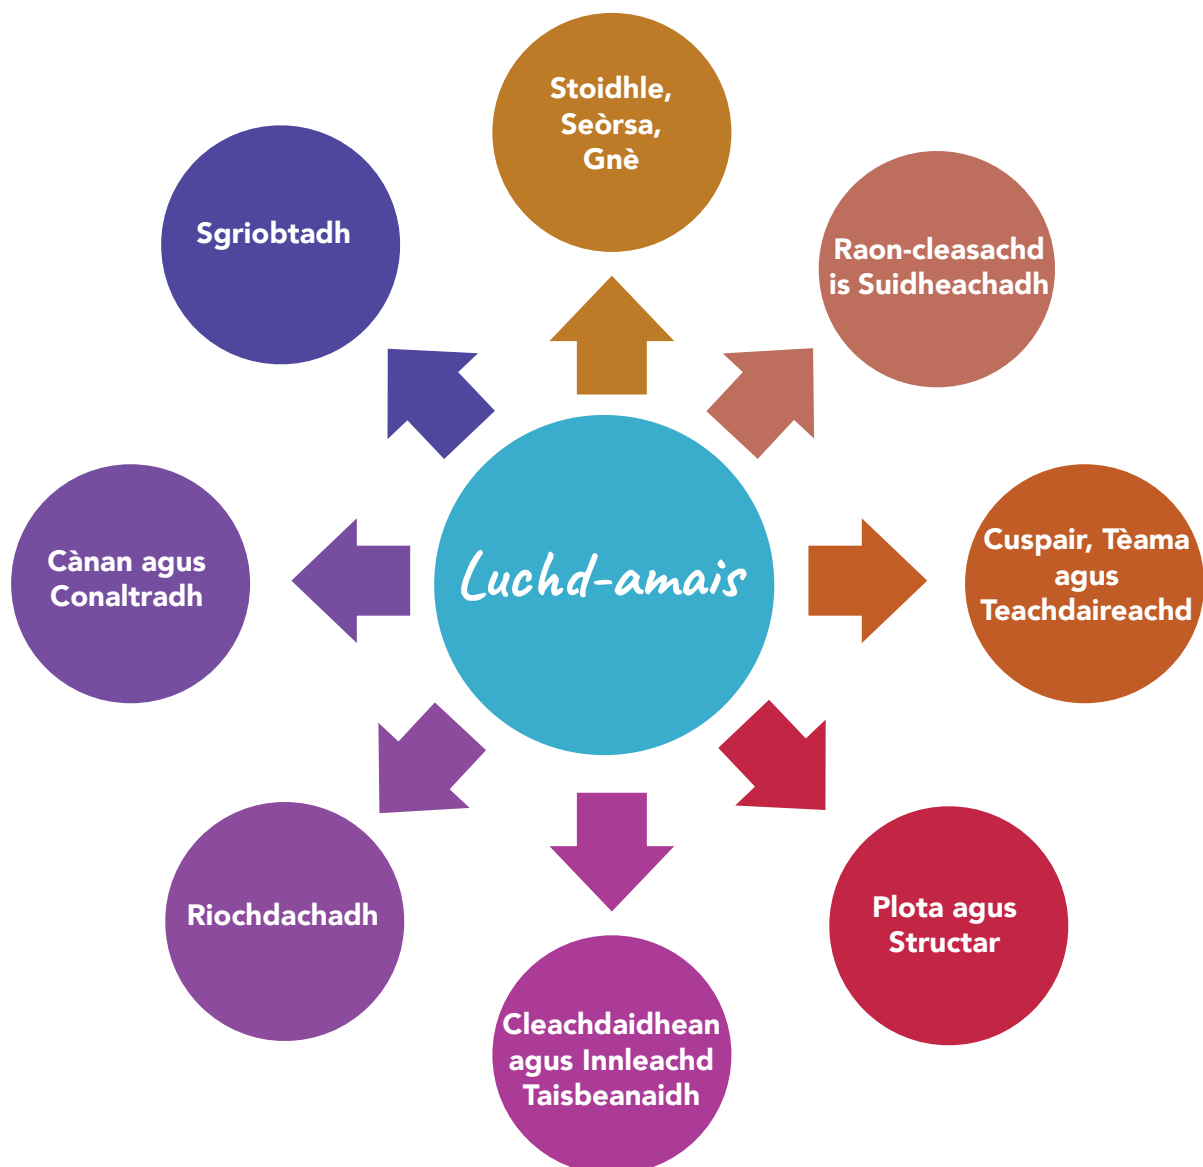 Stoidhle,
Seòrsa,
Gnè
Sgriobtadh
Raon-cleasachd
is Suidheachadh
Cànan agus
Conaltradh
Luchd-amais
Cuspair, Tèama
agus
Teachdaireachd
Riochdachadh
Plota agus
Structar
Cleachdaidhean
agus Innleachd
Taisbeanaidh